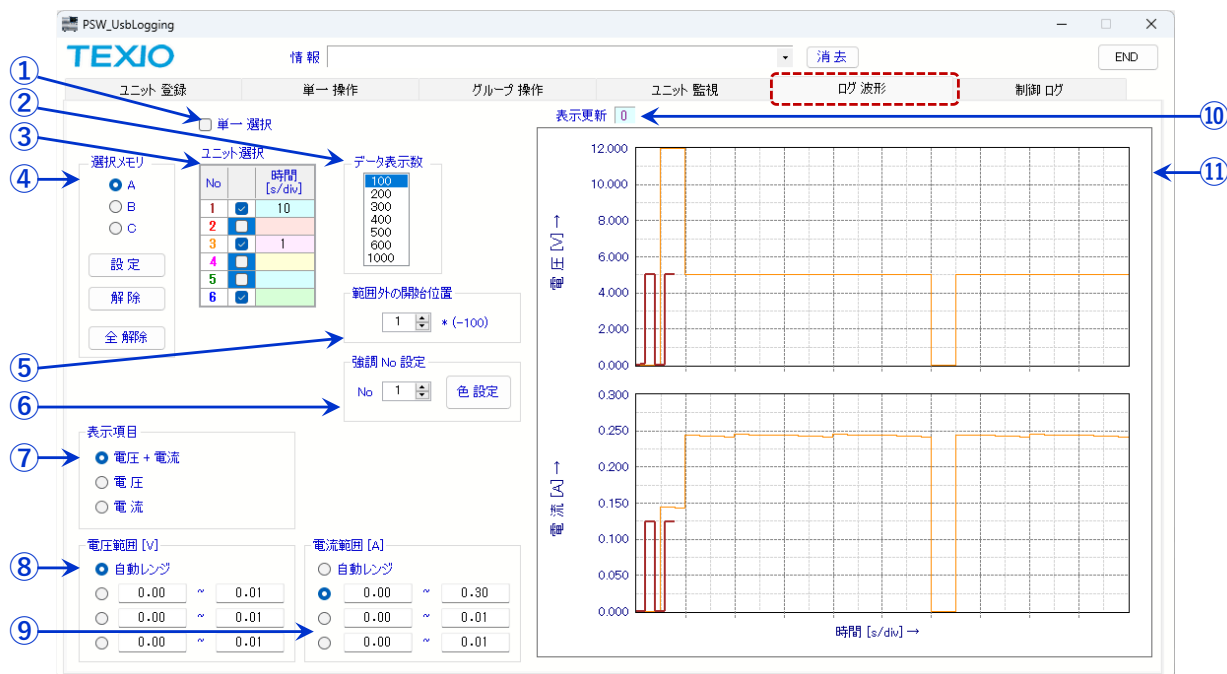 PSW_UsbLogging
TEXIO
情報
消去
END
ユニット 登録
単一 操作
グループ 操作
ユニット 監視
ログ 波形
制御 ログ
①
②
③
④
⑤
⑥
⑦
⑧
⑨
⑩
⑪
単一 選択
表示更新 0
選択メモリ
A
B
C
設 定
解 除
全 解除
ユニット選択
No 時間 [s/div]
1 10
2
3 1
4
5
6
データ表示数
100
200
300
400
500
600
1000
範囲外の開始位置
1 * (-100)
強調 No 設定
No 1 色 設定
表示項目
電圧 + 電流
電 圧
電 流
電圧範囲 [V]
自動レンジ
0.00 ~ 0.01
0.00 ~ 0.01
0.00 ~ 0.01
電流範囲 [A]
自動レンジ
0.00 ~ 0.30
0.00 ~ 0.01
0.00 ~ 0.01
電 圧 [V] →
12.000
10.000
8.000
6.000
4.000
2.000
0.000
電 流 [A] →
0.300
0.250
0.200
0.150
0.100
0.050
0.000
時間 [s/div] →